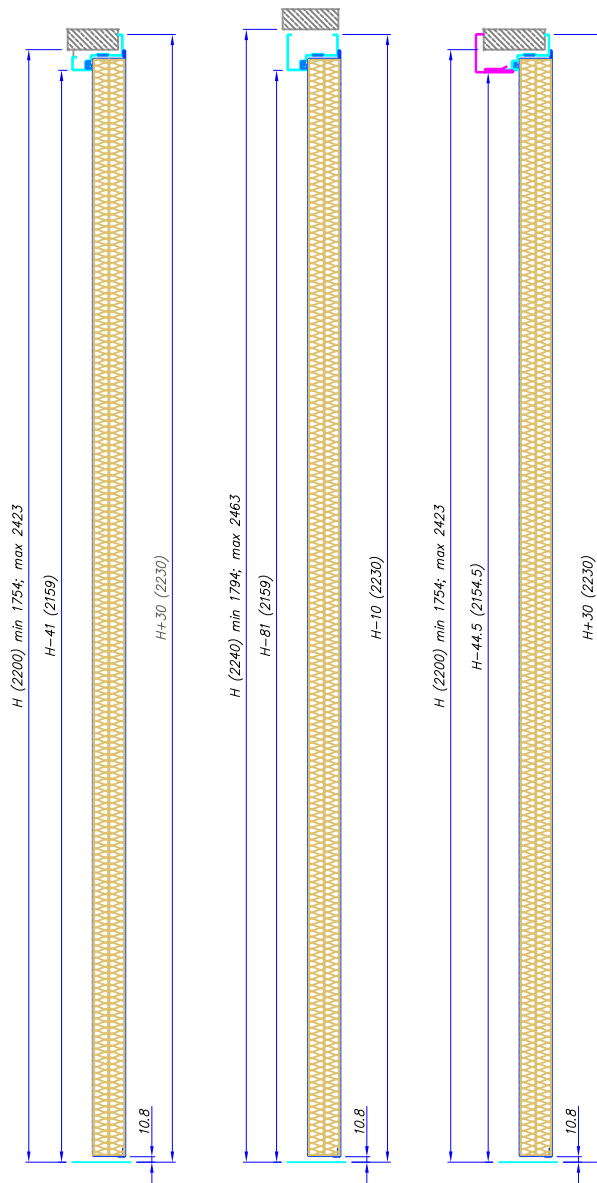 H (2200) min 1754; max 2423
H-41 (2159)
H+30 (2230)
10.8
H (2240) min 1794; max 2463
H-81 (2159)
H-10 (2230)
10.8
H (2200) min 1754; max 2423
H-44.5 (2154.5)
H+30 (2230)
10.8